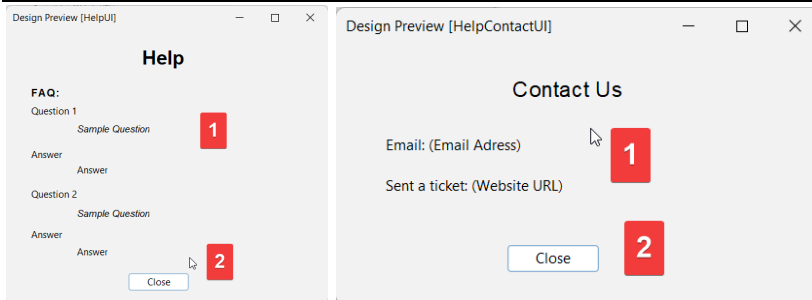 Design Preview [HelpUI]
Help
FAQ:
Question 1
Sample Question
1
Answer
Answer
Question 2
Sample Question
Answer
Answer
2
Close
Design Preview [HelpContactUI]
Contact Us
Email: (Email Adress)
1
Sent a ticket: (Website URL)
2
Close